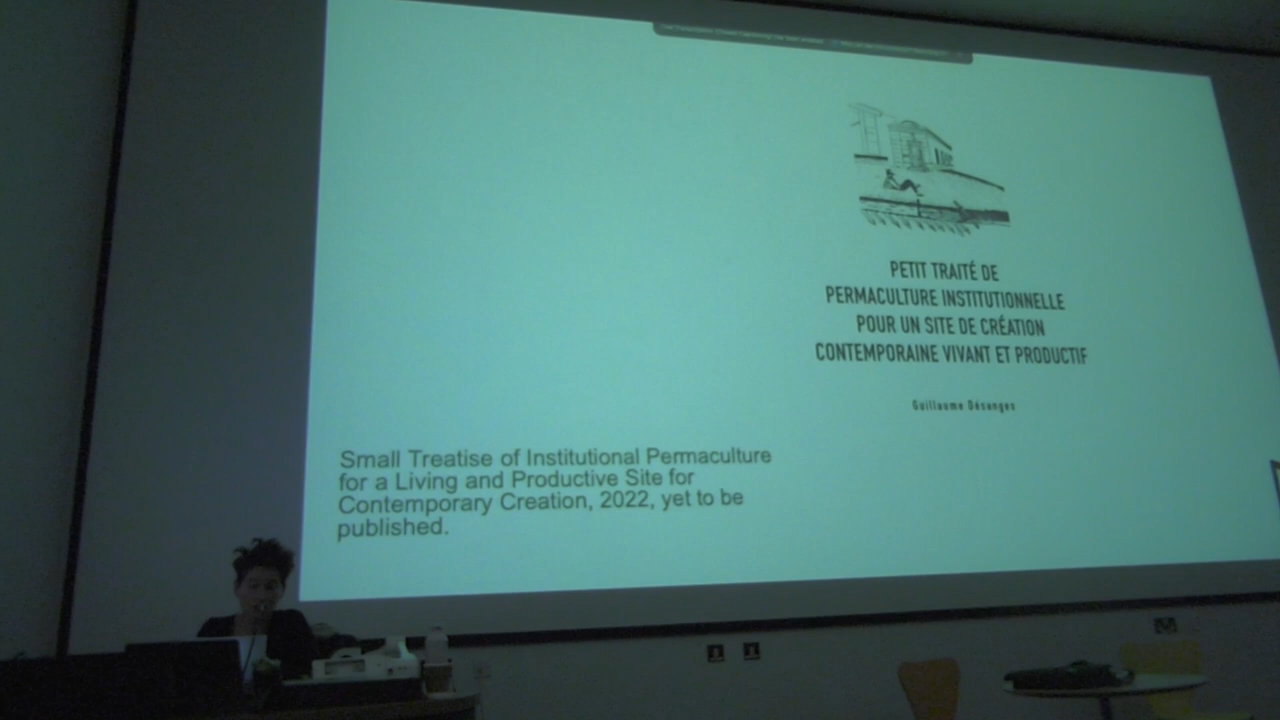 PETIT TRAITÉ DE
PERMACULTURE INSTITUTIONNELLE
POUR UN SITE DE CRÉATION
CONTEMPORAINE VIVANT ET PRODUCTIF
Guillaume Désanges
Small Treatise of Institutional Permaculture
for a Living and Productive Site for
Contemporary Creation, 2022, yet to be
published.